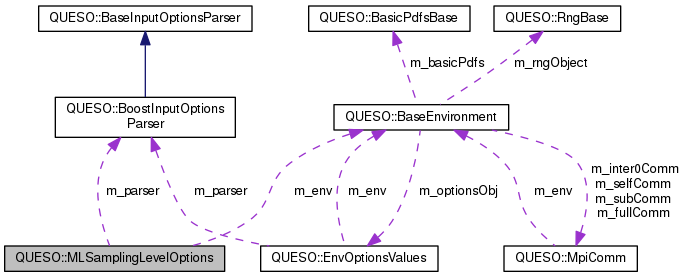 QUESO::BaseInputOptionsParser
QUESO::BasicPdfsBase
QUESO::RngBase
m_basicPdfs
m_rngObject
QUESO::BoostInputOptions
Parser
QUESO::BaseEnvironment
m_parser
m_parser
m_env
m_env
m_optionsObj
m_env
m_inter0Comm
m_selfComm
m_subComm
m_fullComm
QUESO::MLSamplingLevelOptions
QUESO::EnvOptionsValues
QUESO::MpiComm